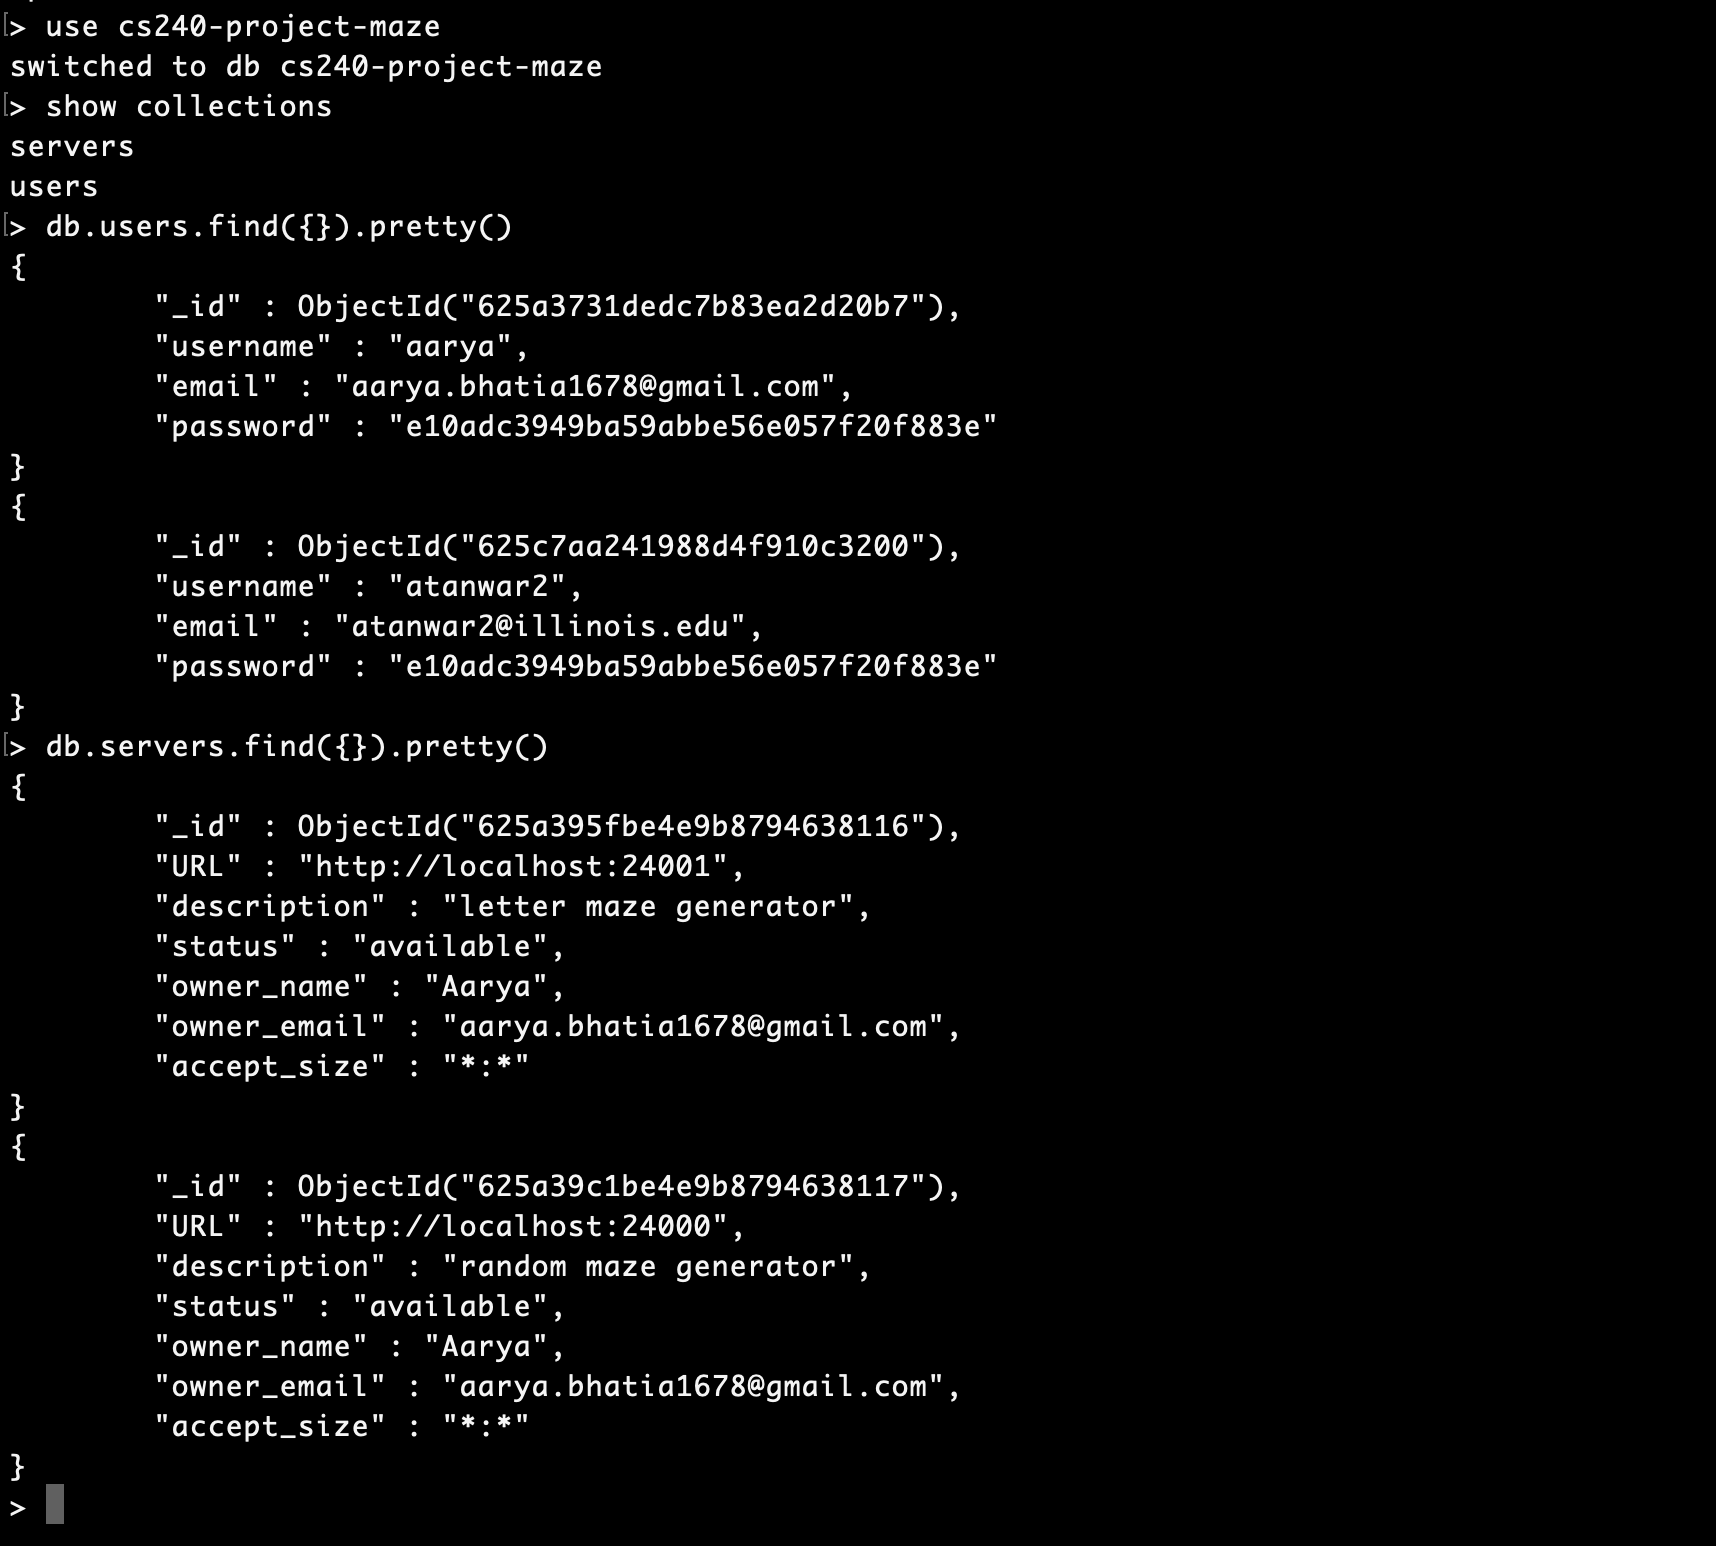 > use cs240-project-maze
switched to db cs240-project-maze
> show collections
servers
users
> db.users.find({}).pretty()
{
        "_id" : ObjectId("625a3731dedc7b83ea2d20b7"),
        "username" : "aarya",
        "email" : "aarya.bhatia1678@gmail.com",
        "password" : "e10adc3949ba59abbe56e057f20f883e"
}
{
        "_id" : ObjectId("625c7aa241988d4f910c3200"),
        "username" : "atanwar2",
        "email" : "atanwar2@illinois.edu",
        "password" : "e10adc3949ba59abbe56e057f20f883e"
}
> db.servers.find({}).pretty()
{
        "_id" : ObjectId("625a395fbe4e9b8794638116"),
        "URL" : "http://localhost:24001",
        "description" : "letter maze generator",
        "status" : "available",
        "owner_name" : "Aarya",
        "owner_email" : "aarya.bhatia1678@gmail.com",
        "accept_size" : "*:*"
}
{
        "_id" : ObjectId("625a39c1be4e9b8794638117"),
        "URL" : "http://localhost:24000",
        "description" : "random maze generator",
        "status" : "available",
        "owner_name" : "Aarya",
        "owner_email" : "aarya.bhatia1678@gmail.com",
        "accept_size" : "*:*"
}
>